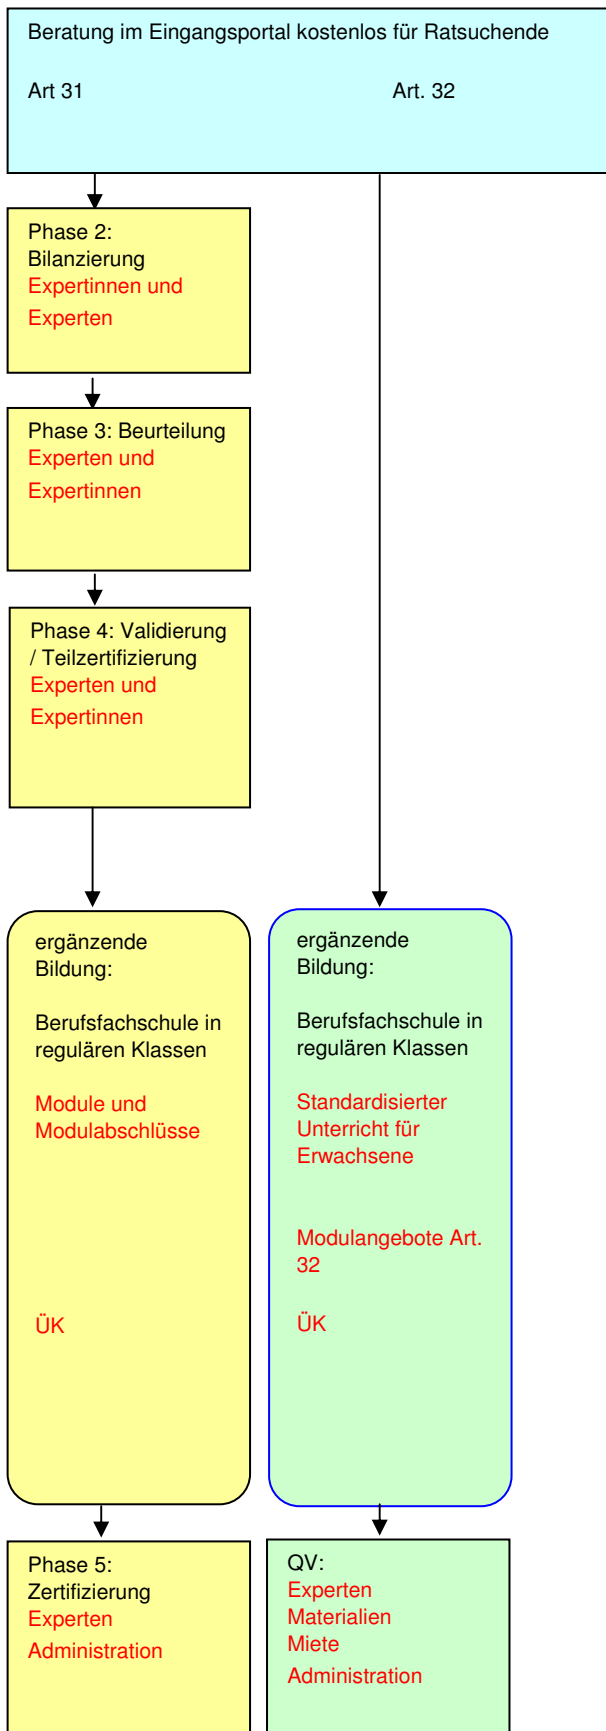 Beratung im Eingangsportal kostenlos für Ratsuchende
Art 31 Art. 32
Phase 2:
Bilanzierung
Expertinnen und
Experten
Phase 3: Beurteilung
Experten und
Expertinnen
Phase 4: Validierung
/ Teilzertifizierung
Experten und
Expertinnen
ergänzende
Bildung:
Berufsfachschule in
regulären Klassen
Module und
Modulabschlüsse
ÜK
ergänzende
Bildung:
Berufsfachschule in
regulären Klassen
Standardisierter
Unterricht für
Erwachsene
Modulangebote Art.
32
ÜK
Phase 5:
Zertifizierung
Experten
Administration
QV:
Experten
Materialien
Miete
Administration